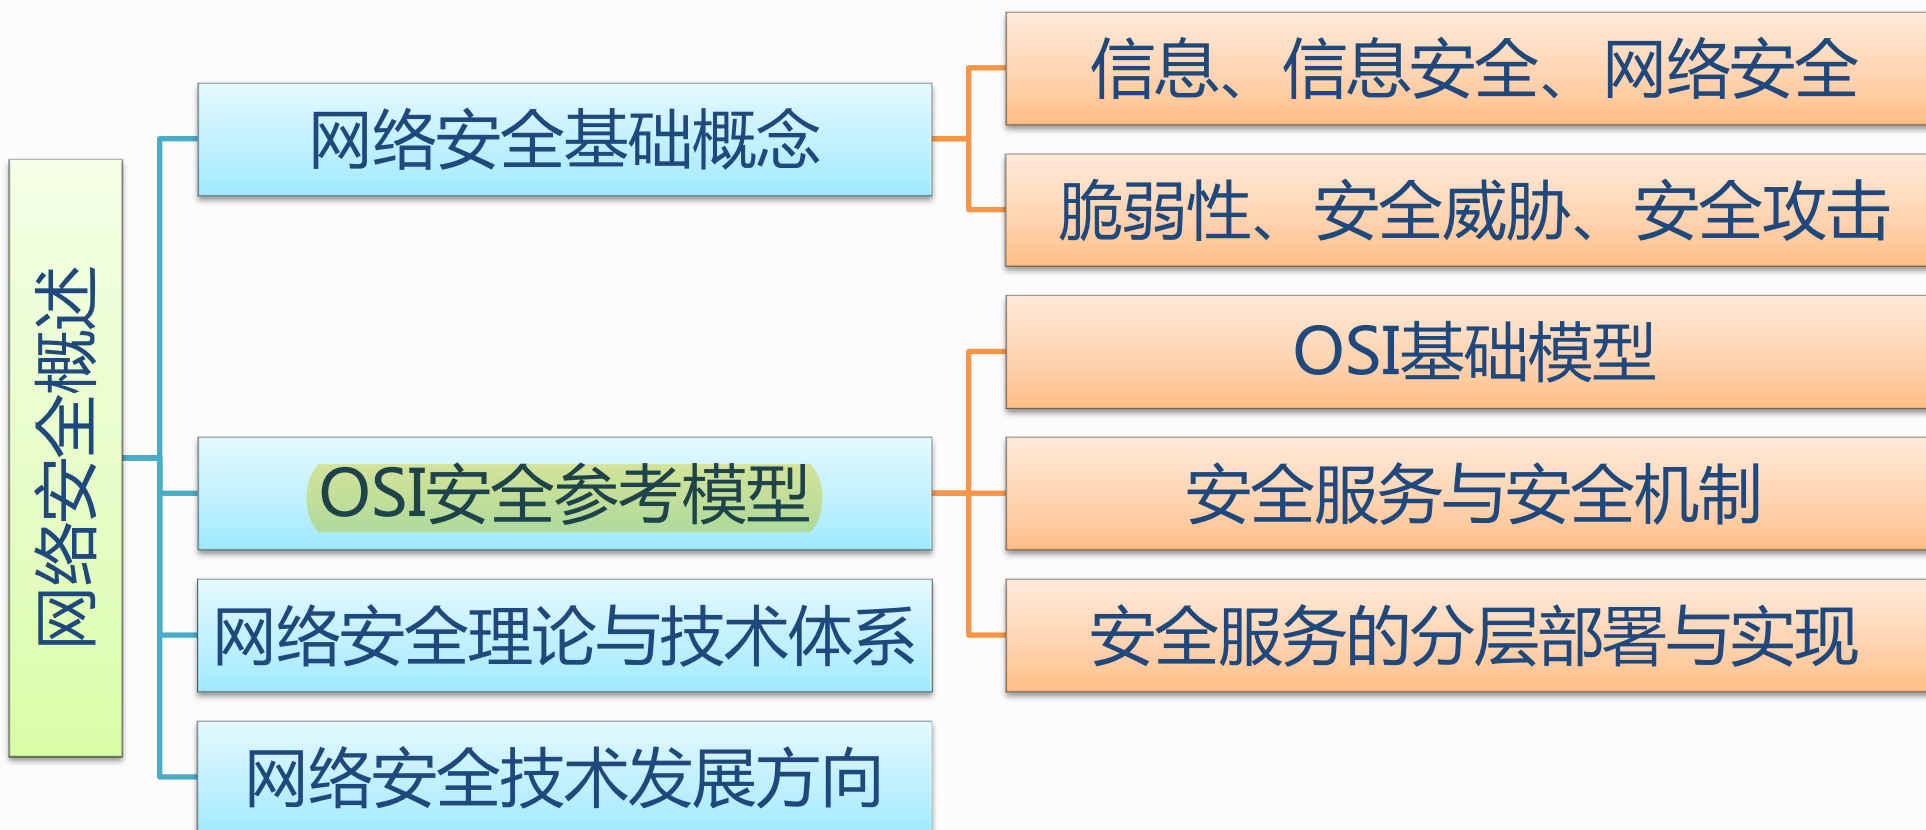 网络安全概述
网络安全基础概念
信息、信息安全、网络安全
脆弱性、安全威胁、安全攻击
OSI安全参考模型
OSI基础模型
安全服务与安全机制
安全服务的分层部署与实现
网络安全理论与技术体系
网络安全技术发展方向